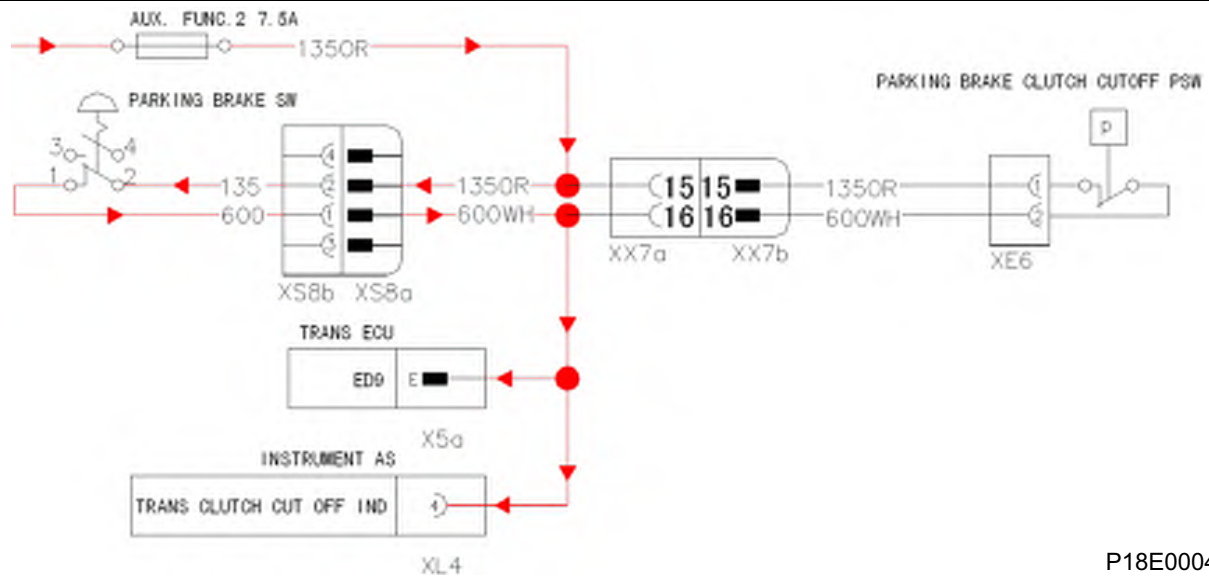 AUX. FUNC.2 7.5A
135OR
PARKING BRAKE CLUTCH CUTOFF PSW
PARKING BRAKE SW
P
3 4
1 2
4
2
1
3
135
600
135OR
600WH
15 15
16 16
135OR
600WH
1
2
XS8b XS8a
XX7a XX7b
XE6
TRANS ECU
ED9 E
X5a
INSTRUMENT AS
TRANS CLUTCH CUT OFF IND 4
XL4
P18E0004